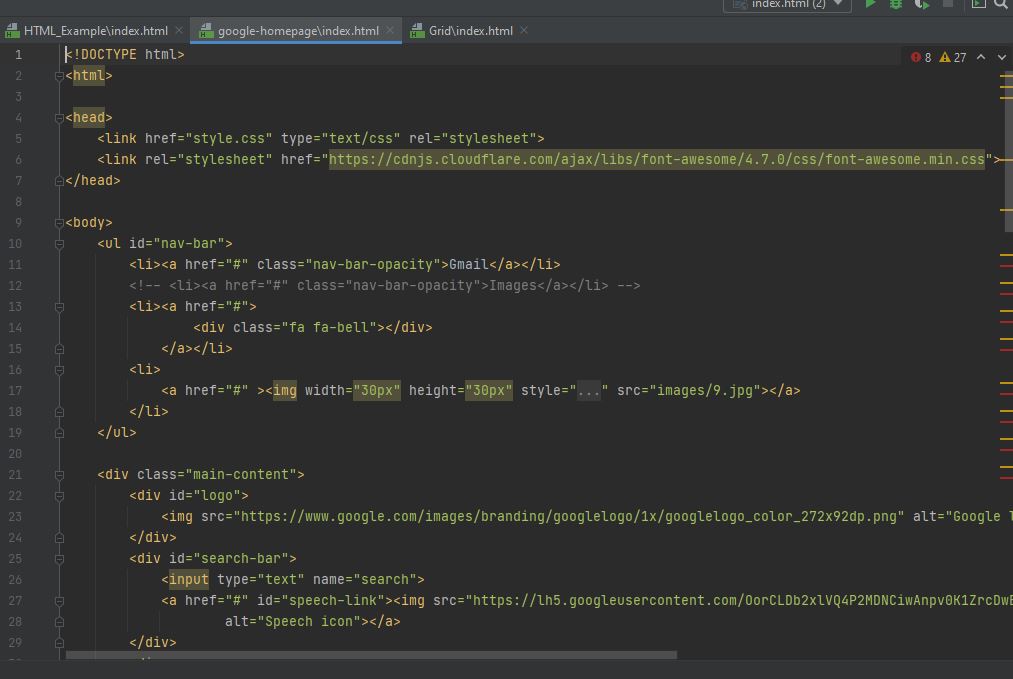 index.html (2)
HTML_Example\index.html × google-homepage\index.html × Grid\index.html ×
8 27
1 <!DOCTYPE html>
2 <html>
3
4 <head>
5     <link href="style.css" type="text/css" rel="stylesheet">
6     <link rel="stylesheet" href="https://cdnjs.cloudflare.com/ajax/libs/font-awesome/4.7.0/css/font-awesome.min.css">
7 </head>
8
9 <body>
10     <ul id="nav-bar">
11         <li><a href="#" class="nav-bar-opacity">Gmail</a></li>
12         <!-- <li><a href="#" class="nav-bar-opacity">Images</a></li> -->
13         <li><a href="#">
14                 <div class="fa fa-bell"></div>
15             </a></li>
16         <li>
17             <a href="#" ><img width="30px" height="30px" style="..." src="images/9.jpg"></a>
18         </li>
19     </ul>
20
21     <div class="main-content">
22         <div id="logo">
23             <img src="https://www.google.com/images/branding/googlelogo/1x/googlelogo_color_272x92dp.png" alt="Google
24         </div>
25         <div id="search-bar">
26             <input type="text" name="search">
27             <a href="#" id="speech-link"><img src="https://lh5.googleusercontent.com/
28                     alt="Speech icon"></a>
29         </div>